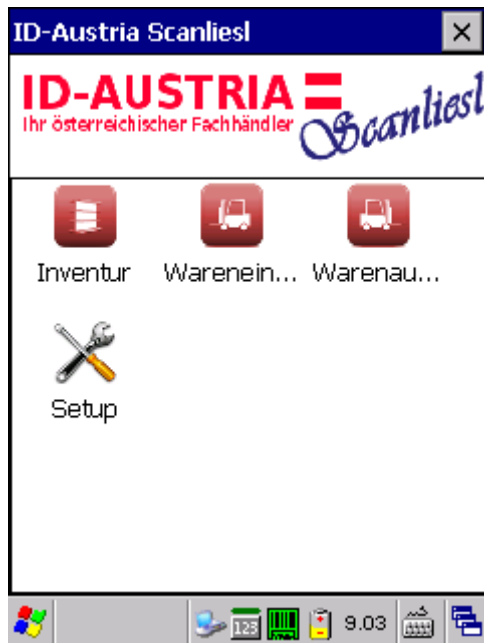 ID-Austria Scanliesl
ID-AUSTRIA
Ihr österreichischer Fachhändler
Scanliesl
Inventur Warenein... Warenau...
Setup
123 9.03